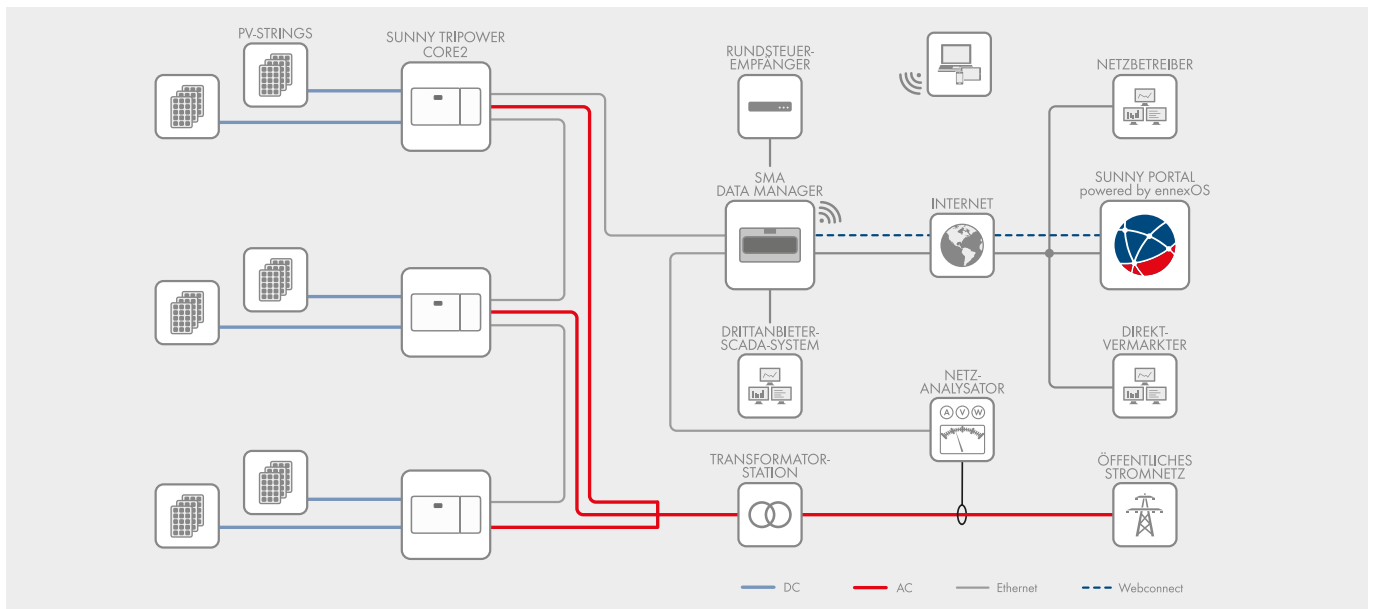 PV-STRINGS
SUNNY TRIPOWER
CORE2
RUNDSTEUER-
EMPFÄNGER
NETZBETREIBER
SMA
DATA MANAGER
INTERNET
SUNNY PORTAL
powered by ennexOS
DRITTANBIETER-
SCADA-SYSTEM
NETZ-
ANALYSATOR
A V W
DIREKT-
VERMARKTER
TRANSFORMATOR-
STATION
ÖFFENTLICHES
STROMNETZ
DC
AC
Ethernet
Webconnect